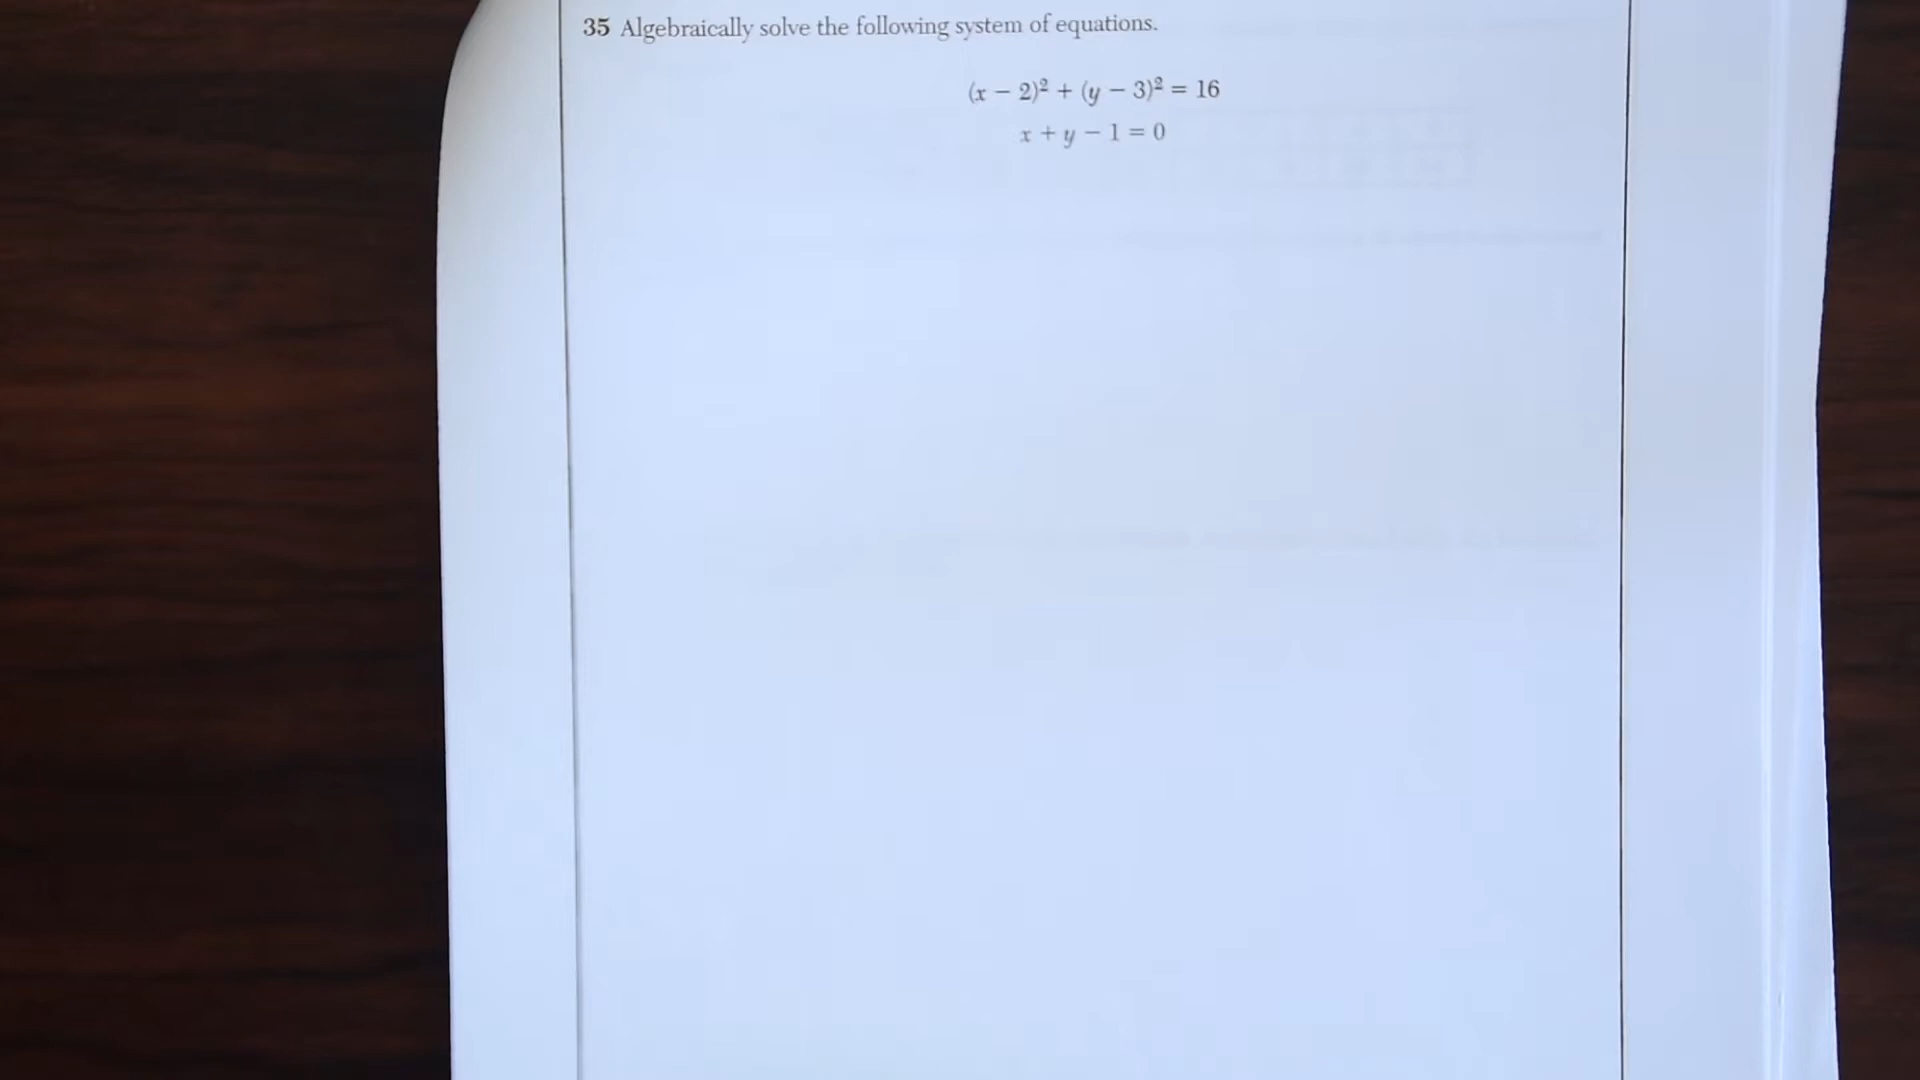 35 Algebraically solve the following system of equations.
(x − 2)² + (y − 3)² = 16
x + y − 1 = 0